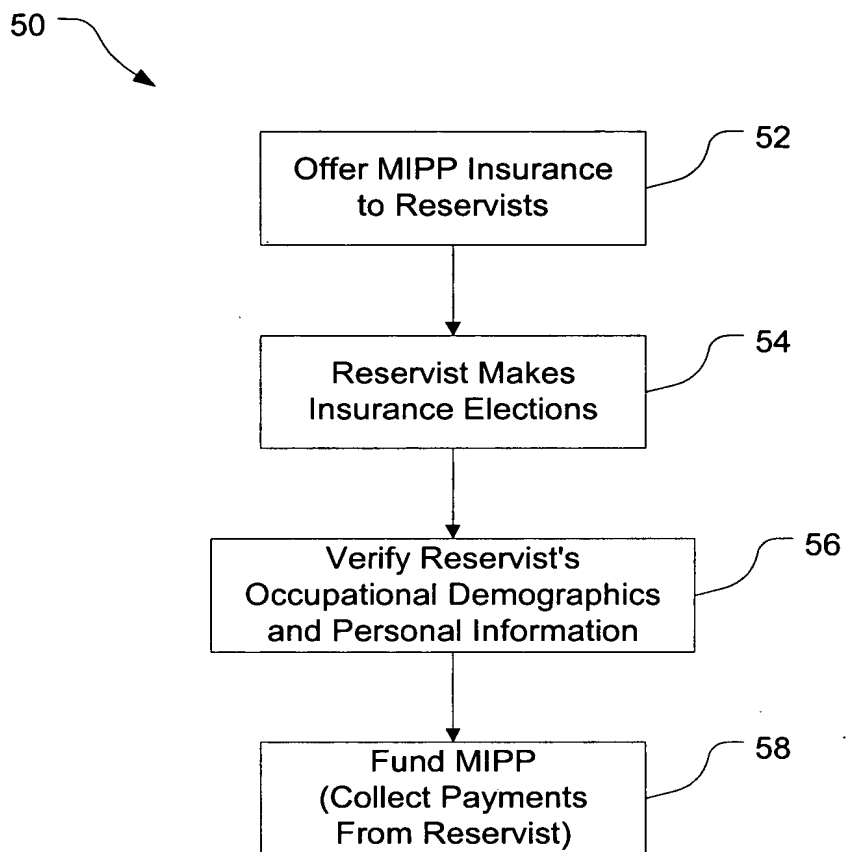 50
52
Offer MIPP Insurance
to Reservists
54
Reservist Makes
Insurance Elections
56
Verify Reservist's
Occupational Demographics
and Personal Information
58
Fund MIPP
(Collect Payments
From Reservist)